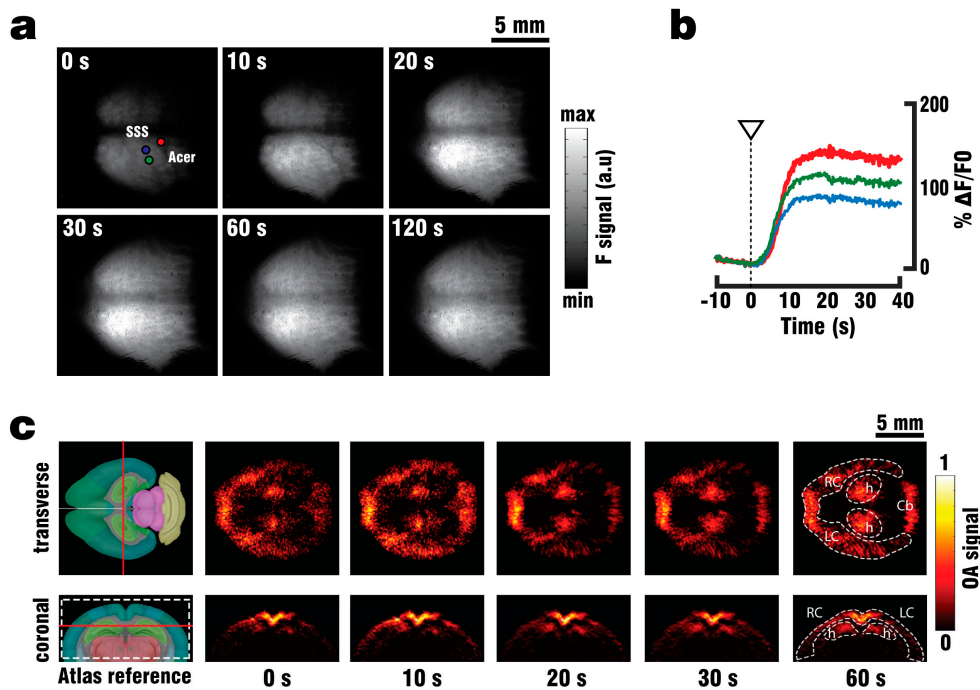 a
5 mm
b
0 s
10 s
20 s
SSS
Acer
30 s
60 s
120 s
max
F signal (a.u)
min
200
100
0
% ΔF/F0
-10 0 10 20 30 40
Time (s)
c
5 mm
transverse
RC
h
Cb
h
LC
1
OA signal
0
coronal
RC
LC
h
h
Atlas reference
0 s
10 s
20 s
30 s
60 s